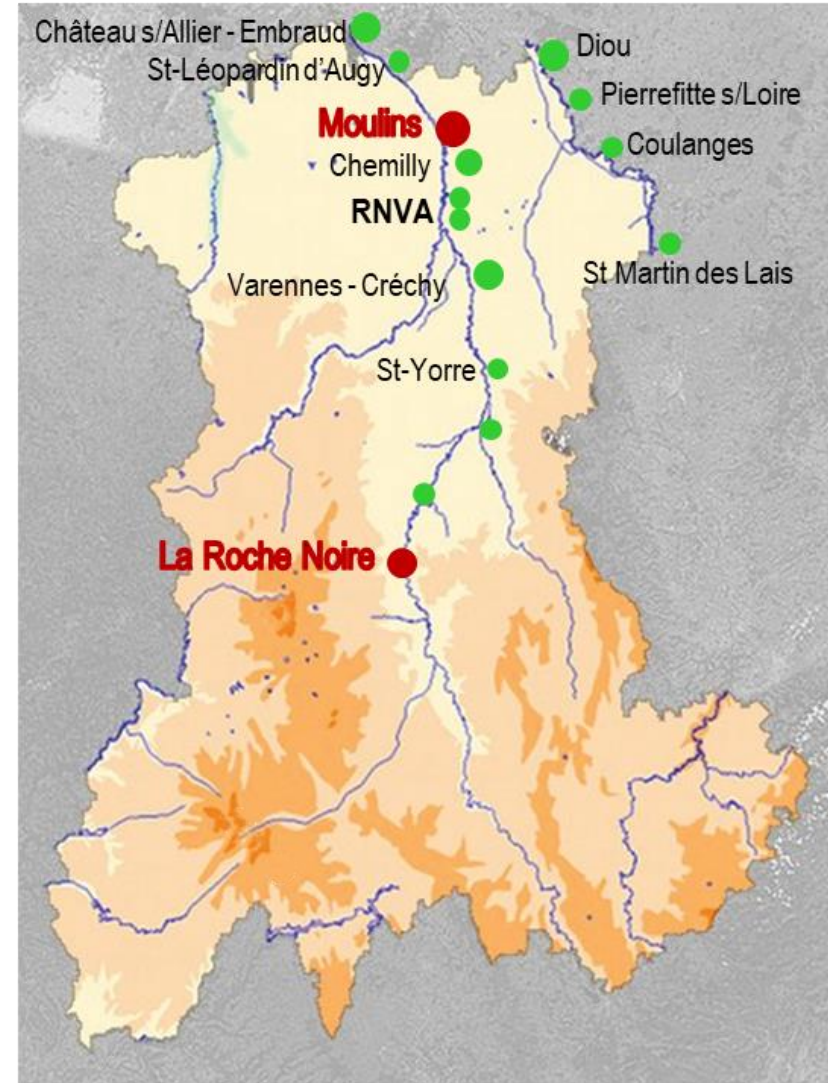 Château s/Allier - Embraud
Diou
St-Léopardin d'Augy
Pierrefitte s/Loire
Moulins
Coulanges
Chemilly
RNVA
St Martin des Lais
Varennes - Créchy
St-Yorre
La Roche Noire